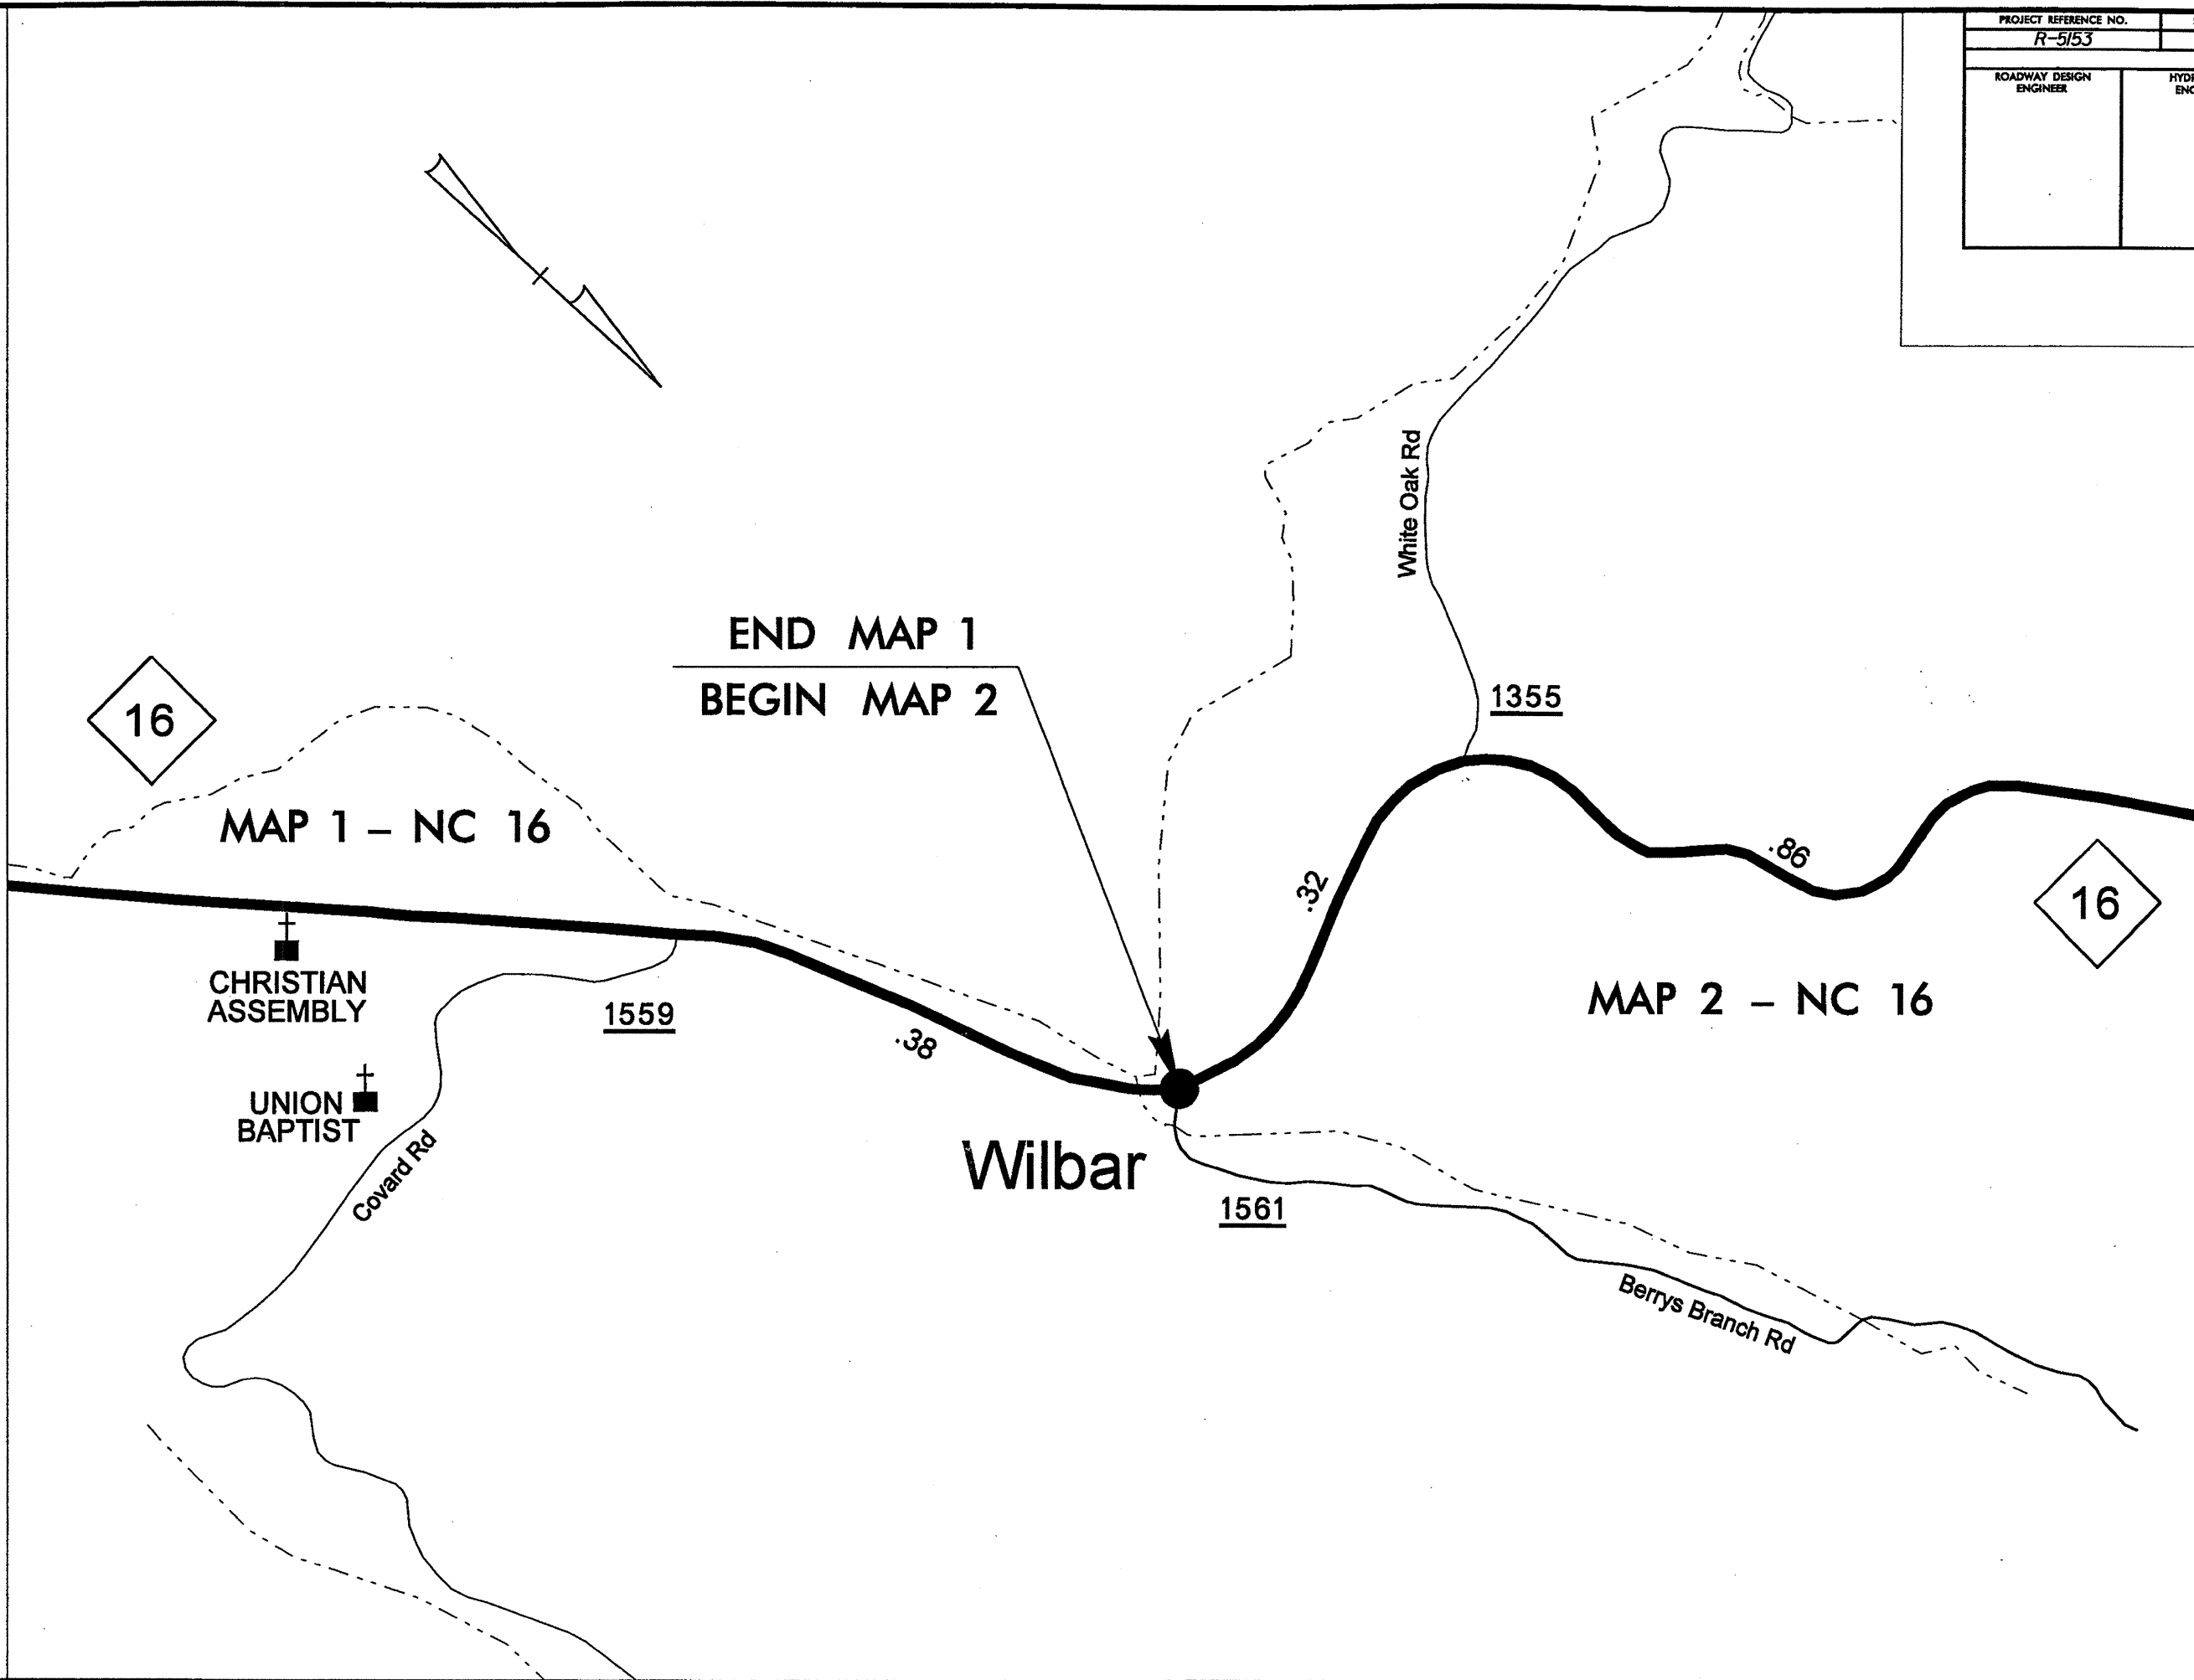 PROJECT REFERENCE NO.
R-5153
ROADWAY DESIGN
ENGINEER
White Oak Rd
END MAP 1
BEGIN MAP 2
1355
16
MAP 1 – NC 16
.86
.32
16
CHRISTIAN
ASSEMBLY
1559
.38
MAP 2 – NC 16
UNION
BAPTIST
Covard Rd
Wilbar
1561
Berrys Branch Rd